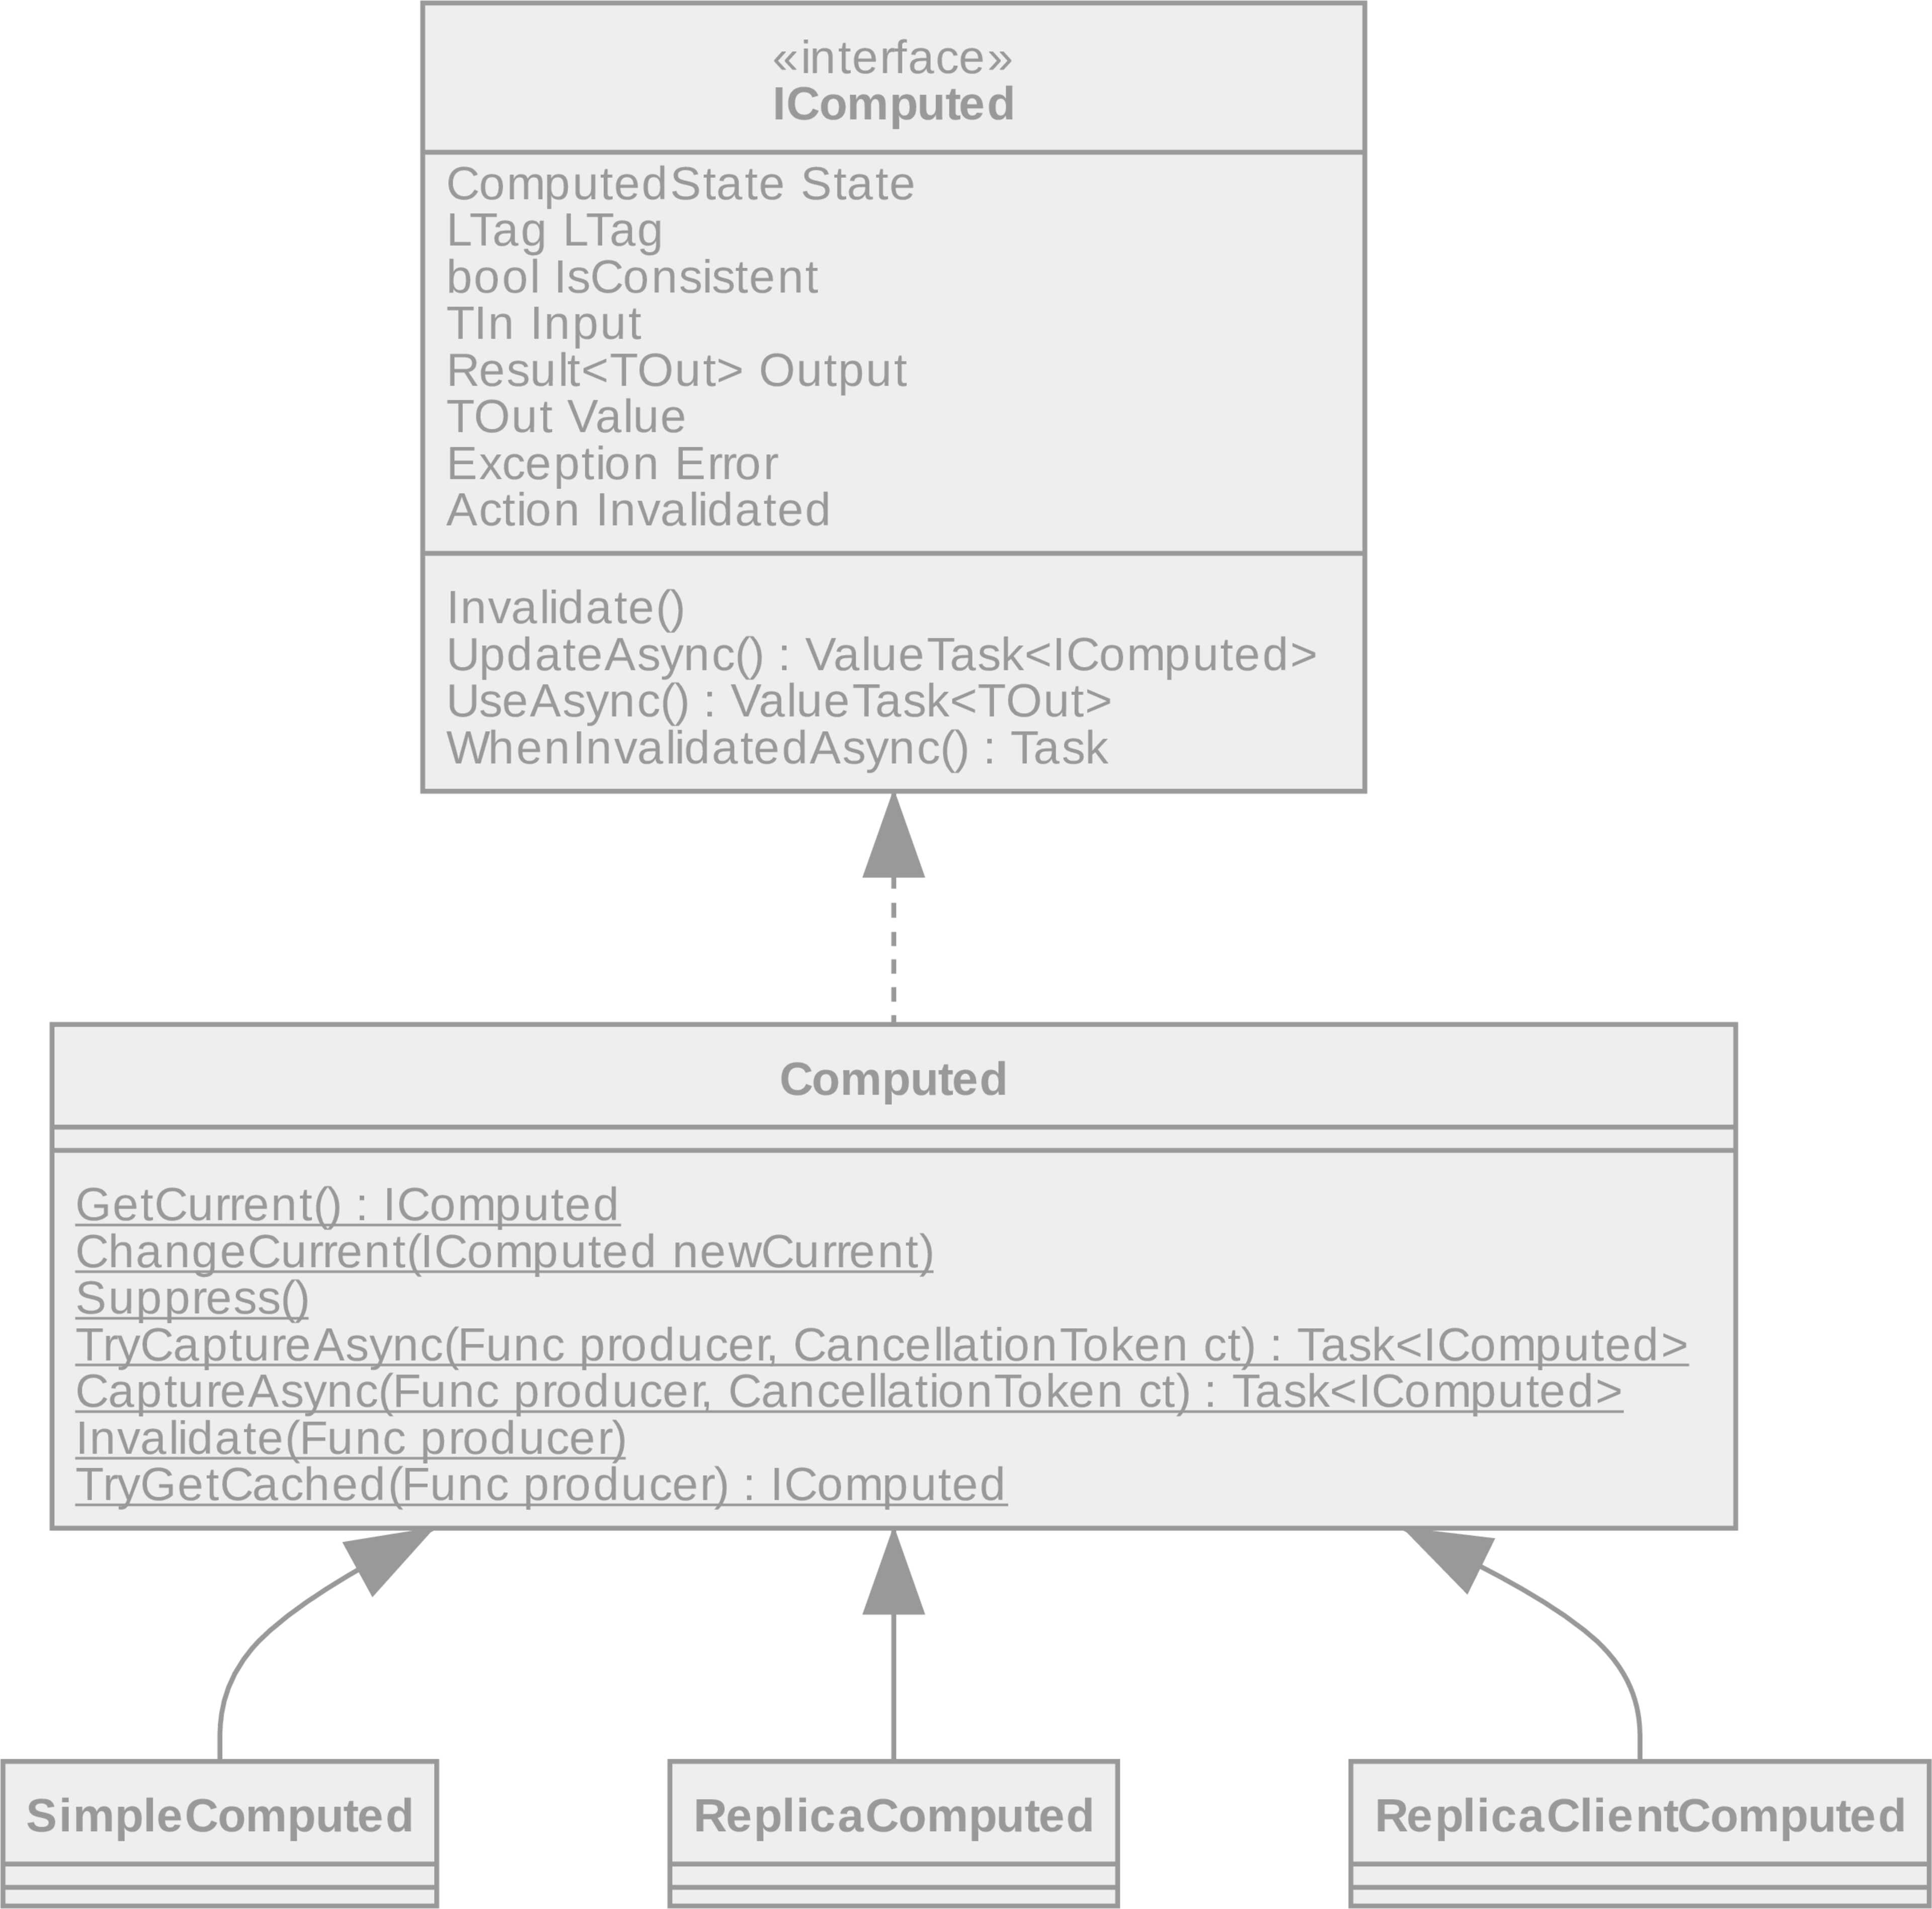 «interface»
IComputed
ComputedState State
LTag LTag
bool IsConsistent
TIn Input
Result<TOut> Output
TOut Value
Exception Error
Action Invalidated
Invalidate()
UpdateAsync() : ValueTask<IComputed>
UseAsync() : ValueTask<TOut>
WhenInvalidatedAsync() : Task
Computed
GetCurrent() : IComputed
ChangeCurrent(IComputed newCurrent)
Suppress()
TryCaptureAsync(Func producer, CancellationToken ct) : Task<IComputed>
CaptureAsync(Func producer, CancellationToken ct) : Task<IComputed>
Invalidate(Func producer)
TryGetCached(Func producer) : IComputed
SimpleComputed
ReplicaComputed
ReplicaClientComputed